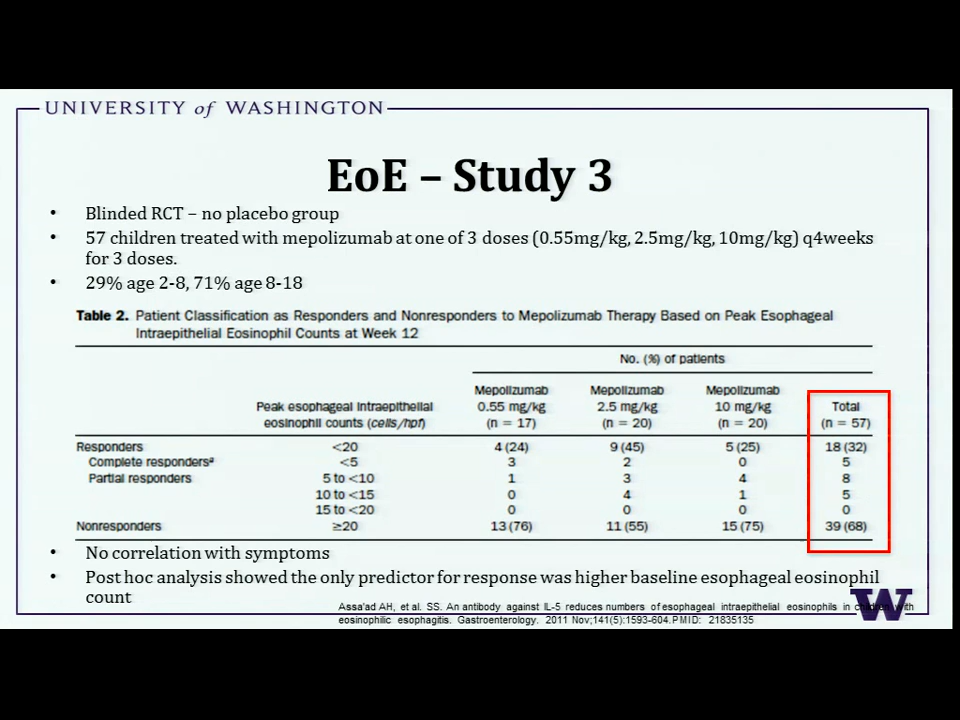 UNIVERSITY of WASHINGTON
EoE – Study 3
• Blinded RCT – no placebo group
• 57 children treated with mepolizumab at one of 3 doses (0.55mg/kg, 2.5mg/kg, 10mg/kg) q4weeks
for 3 doses.
• 29% age 2-8, 71% age 8-18
Table 2. Patient Classification as Responders and Nonresponders to Mepolizumab Therapy Based on Peak Esophageal
Intraepithelial Eosinophil Counts at Week 12
No. (%) of patients
Mepolizumab Mepolizumab Mepolizumab
Peak esophageal intraepithelial 0.55 mg/kg 2.5 mg/kg 10 mg/kg Total
eosinophil counts (cells/hpf) (n = 17) (n = 20) (n = 20) (n = 57)
Responders <20 4 (24) 9 (45) 5 (25) 18 (32)
Complete respondersᵃ <5 3 2 0 5
Partial responders 5 to <10 1 3 4 8
10 to <15 0 4 1 5
15 to <20 0 0 0 0
Nonresponders ≥20 13 (76) 11 (55) 15 (75) 39 (68)
• No correlation with symptoms
• Post hoc analysis showed the only predictor for response was higher baseline esophageal eosinophil
count
Assa'ad AH, et al. SS. An antibody against IL-5 reduces numbers of esophageal intraepithelial eosinophils in children with
eosinophilic esophagitis. Gastroenterology. 2011 Nov;141(5):1593-604. PMID: 21835135
W